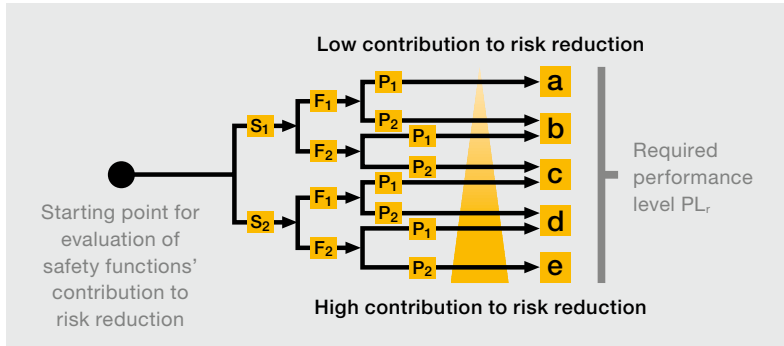 Low contribution to risk reduction
P1
a
F1
P2
b
S1
P1
F2
P2
c
Starting point for
evaluation of
safety functions’
contribution to
risk reduction
F1
P1
P2
d
S2
P1
F2
P2
e
Required
performance
level PLr
High contribution to risk reduction